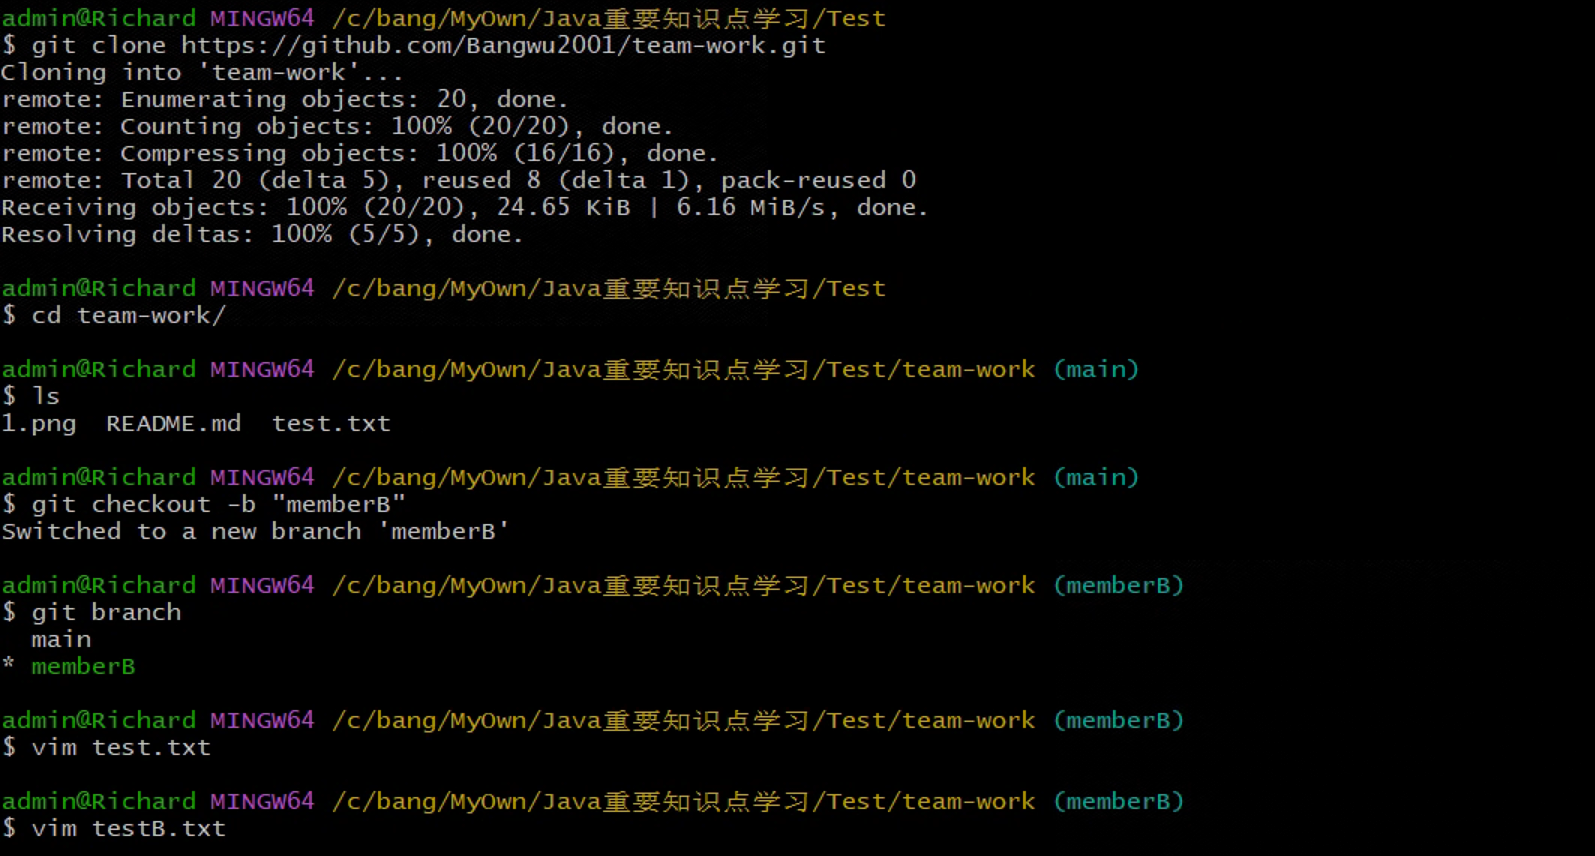 admin@Richard MINGW64 /c/bang/MyOwn/Java重要知识点学习/Test
$ git clone https://github.com/Bangwu2001/team-work.git
Cloning into 'team-work'...
remote: Enumerating objects: 20, done.
remote: Counting objects: 100% (20/20), done.
remote: Compressing objects: 100% (16/16), done.
remote: Total 20 (delta 5), reused 8 (delta 1), pack-reused 0
Receiving objects: 100% (20/20), 24.65 KiB | 6.16 MiB/s, done.
Resolving deltas: 100% (5/5), done.
admin@Richard MINGW64 /c/bang/MyOwn/Java重要知识点学习/Test
$ cd team-work/
admin@Richard MINGW64 /c/bang/MyOwn/Java重要知识点学习/Test/team-work (main)
$ ls
1.png  README.md  test.txt
admin@Richard MINGW64 /c/bang/MyOwn/Java重要知识点学习/Test/team-work (main)
$ git checkout -b "memberB"
Switched to a new branch 'memberB'
admin@Richard MINGW64 /c/bang/MyOwn/Java重要知识点学习/Test/team-work (memberB)
$ git branch
  main
* memberB
admin@Richard MINGW64 /c/bang/MyOwn/Java重要知识点学习/Test/team-work (memberB)
$ vim test.txt
admin@Richard MINGW64 /c/bang/MyOwn/Java重要知识点学习/Test/team-work (memberB)
$ vim testB.txt